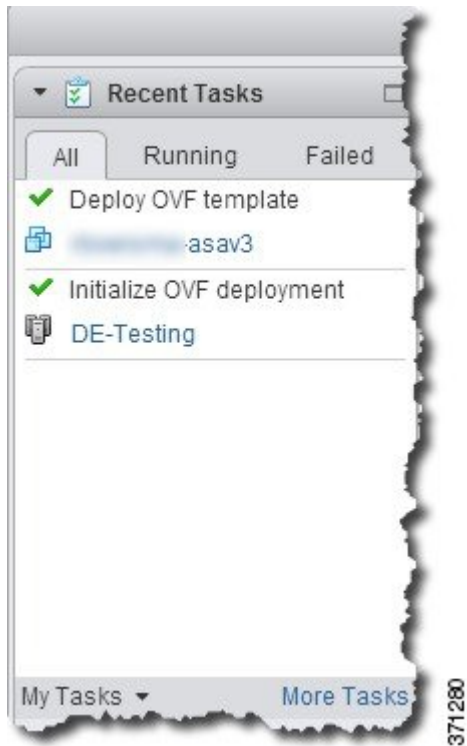 Recent Tasks
All Running Failed
Deploy OVF template
-asav3
Initialize OVF deployment
DE-Testing
My Tasks More Tasks
371280